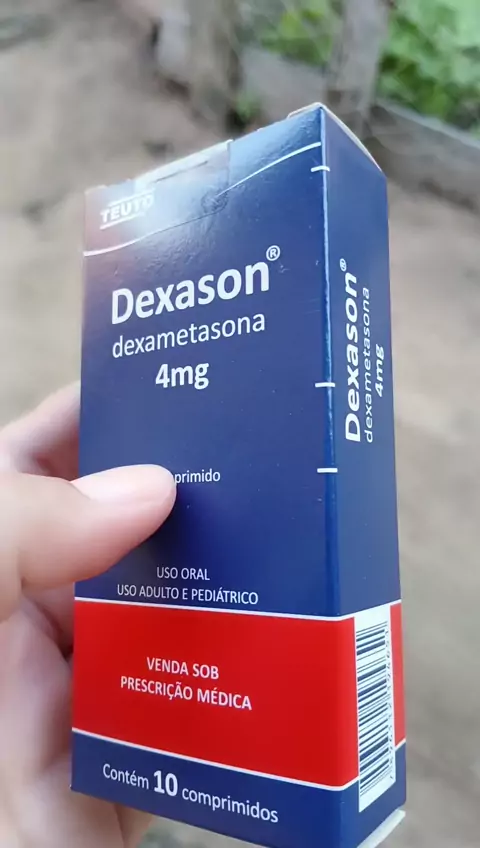 TEUTO
Dexason®
dexametasona
4mg
primido
USO ORAL
USO ADULTO E PEDIÁTRICO
VENDA SOB
PRESCRIÇÃO MÉDICA
Contém 10 comprimidos
Dexason®
dexametasona
4mg